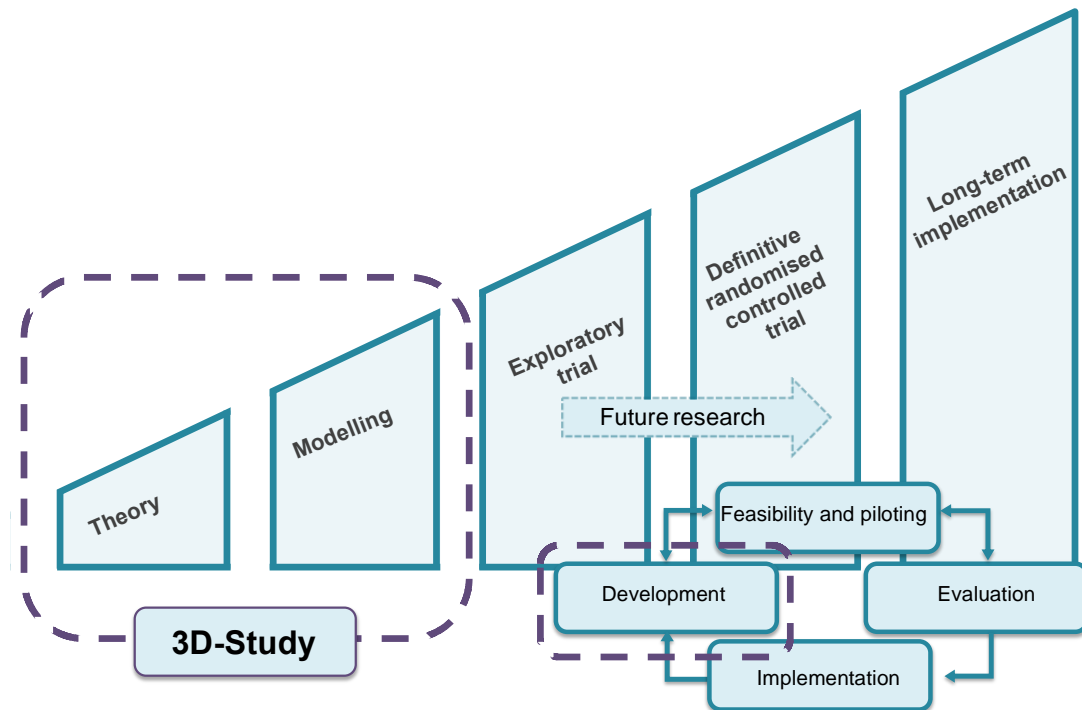 Theory
Modelling
Exploratory
trial
Definitive
randomised
controlled
trial
Long-term
implementation
Future research
Feasibility and piloting
Development
Evaluation
Implementation
3D-Study